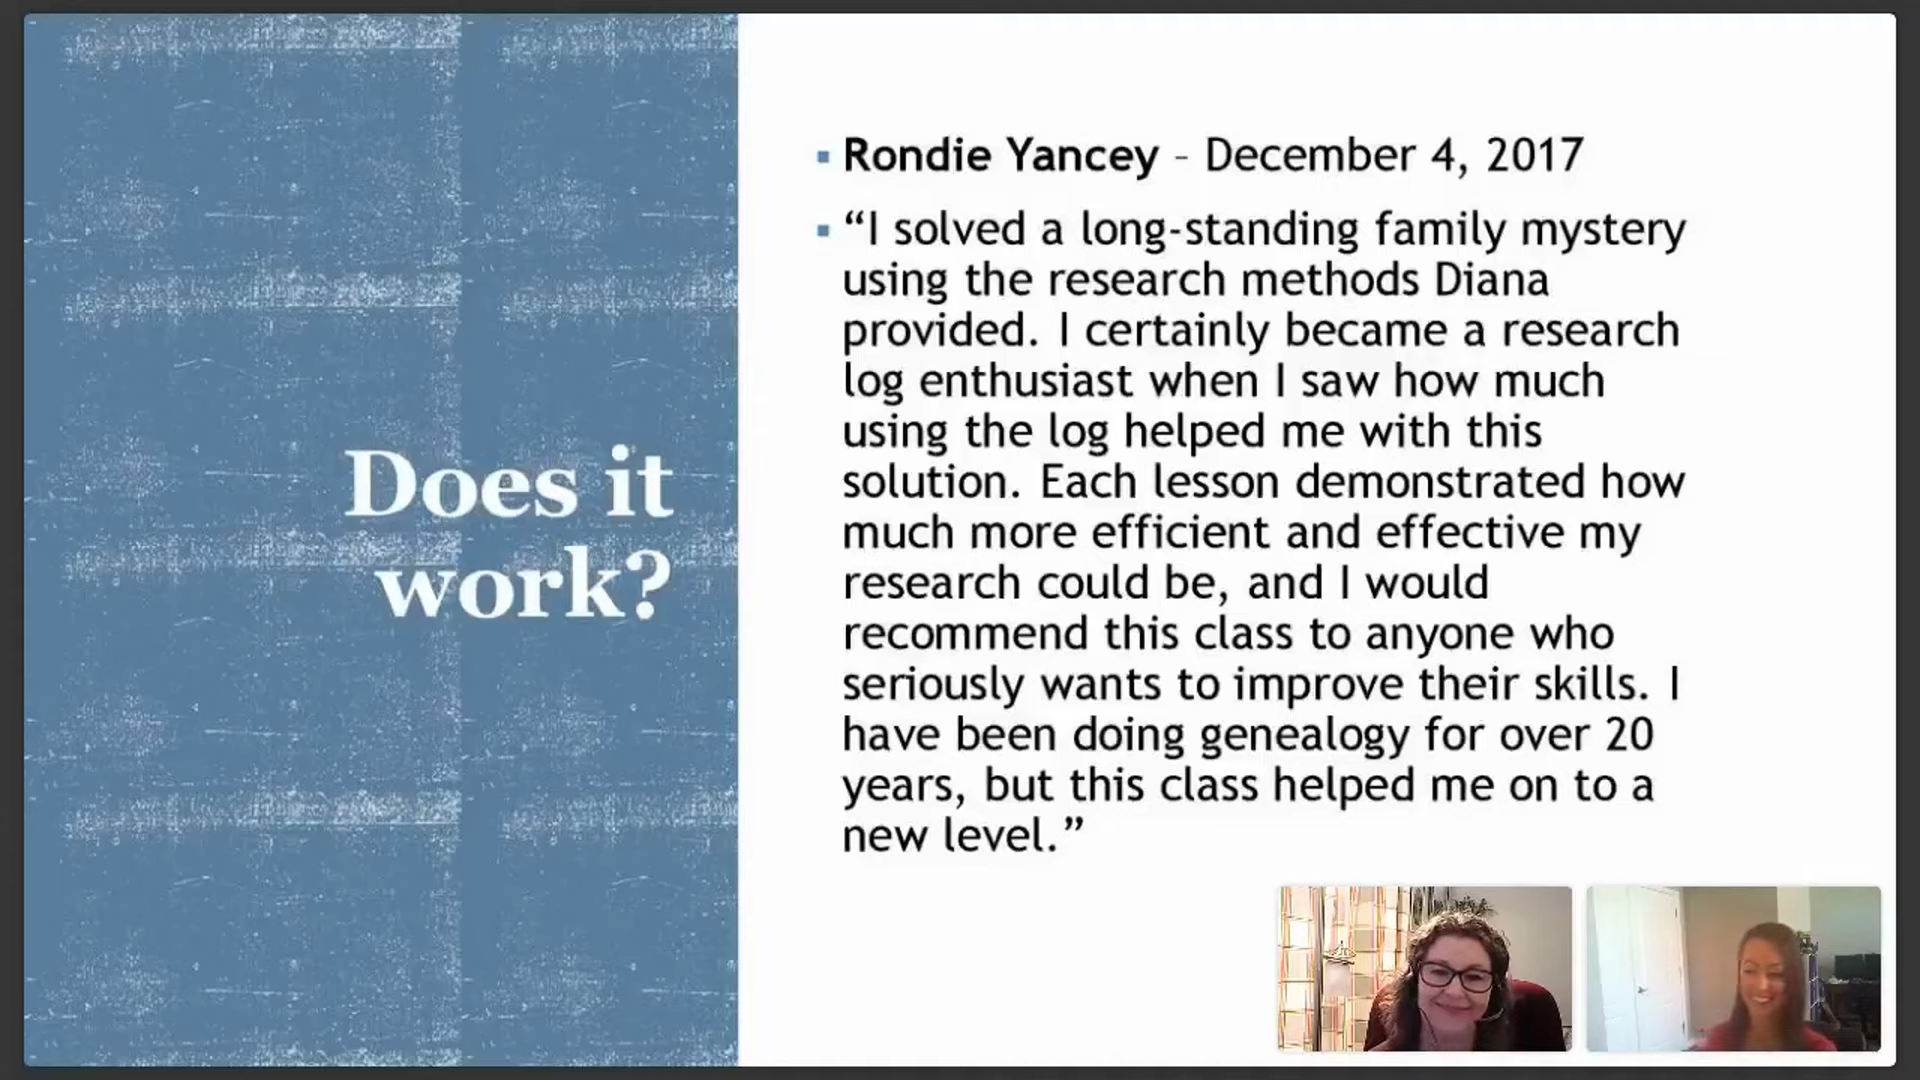 Does it
work?
Rondie Yancey – December 4, 2017
“I solved a long-standing family mystery
using the research methods Diana
provided. I certainly became a research
log enthusiast when I saw how much
using the log helped me with this
solution. Each lesson demonstrated how
much more efficient and effective my
research could be, and I would
recommend this class to anyone who
seriously wants to improve their skills. I
have been doing genealogy for over 20
years, but this class helped me on to a
new level.”